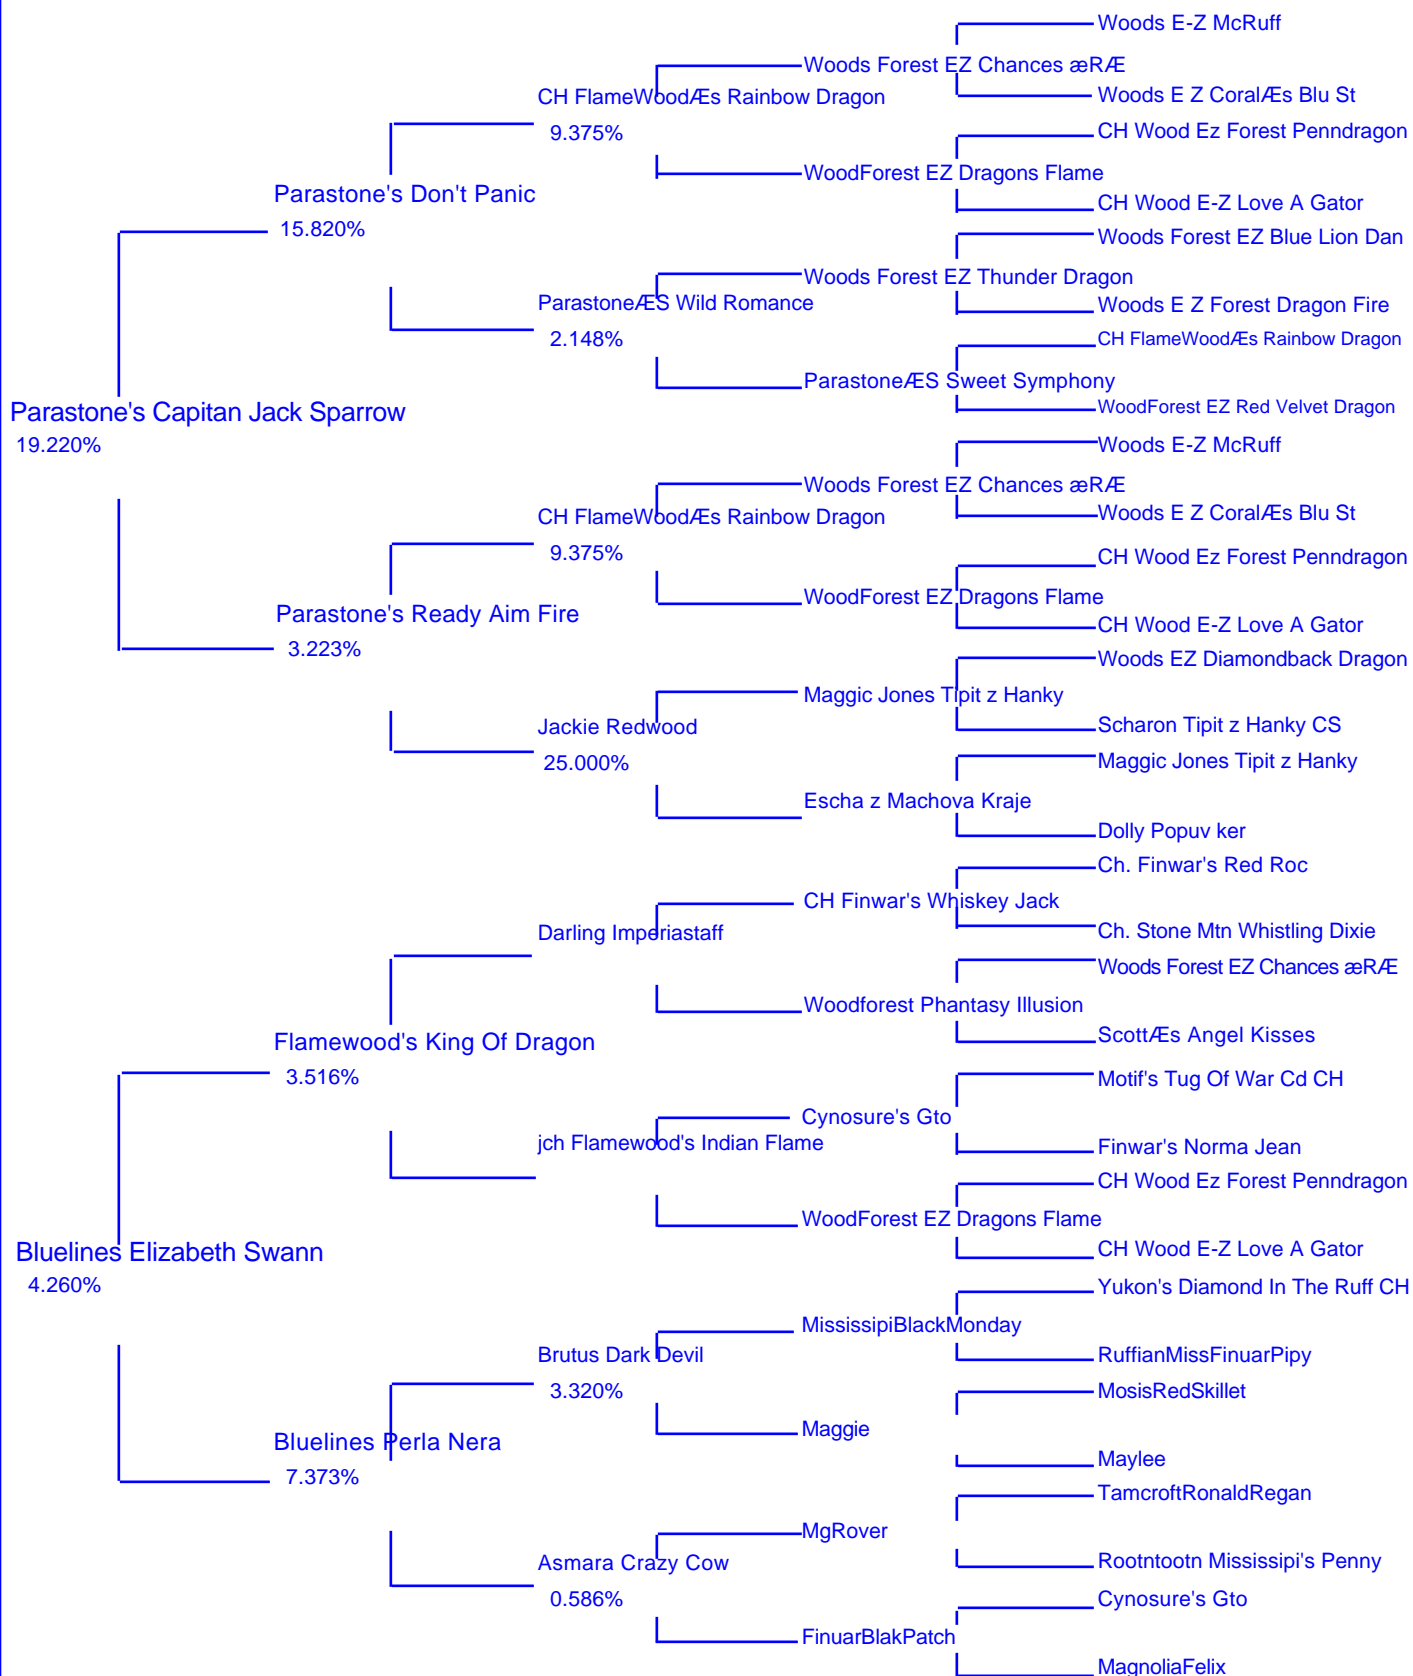 Woods E-Z McRuff
Woods Forest EZ Chances æRÆ
CH FlameWoodÆs Rainbow Dragon
Woods E Z CoralÆs Blu St
9.375%
CH Wood Ez Forest Penndragon
WoodForest EZ Dragons Flame
Parastone's Don't Panic
CH Wood E-Z Love A Gator
15.820%
Woods Forest EZ Blue Lion Dan
Woods Forest EZ Thunder Dragon
ParastoneÆS Wild Romance
Woods E Z Forest Dragon Fire
2.148%
CH FlameWoodÆs Rainbow Dragon
ParastoneÆS Sweet Symphony
WoodForest EZ Red Velvet Dragon
Parastone's Capitan Jack Sparrow
19.220%
Woods E-Z McRuff
Woods Forest EZ Chances æRÆ
CH FlameWoodÆs Rainbow Dragon
Woods E Z CoralÆs Blu St
9.375%
CH Wood Ez Forest Penndragon
WoodForest EZ Dragons Flame
Parastone's Ready Aim Fire
CH Wood E-Z Love A Gator
3.223%
Woods EZ Diamondback Dragon
Maggic Jones Tipit z Hanky
Jackie Redwood
Scharon Tipit z Hanky CS
25.000%
Maggic Jones Tipit z Hanky
Escha z Machova Kraje
Dolly Popuv ker
Ch. Finwar's Red Roc
CH Finwar's Whiskey Jack
Darling Imperiastaff
Ch. Stone Mtn Whistling Dixie
Woods Forest EZ Chances æRÆ
Woodforest Phantasy Illusion
ScottÆs Angel Kisses
Flamewood's King Of Dragon
3.516%
Motif's Tug Of War Cd CH
Cynosure's Gto
jch Flamewood's Indian Flame
Finwar's Norma Jean
CH Wood Ez Forest Penndragon
WoodForest EZ Dragons Flame
CH Wood E-Z Love A Gator
Bluelines Elizabeth Swann
4.260%
Yukon's Diamond In The Ruff CH
MississipiBlackMonday
Brutus Dark Devil
RuffianMissFinuarPipy
3.320%
MosisRedSkillet
Maggie
Bluelines Perla Nera
Maylee
7.373%
TamcroftRonaldRegan
MgRover
Asmara Crazy Cow
Rootntootn Mississipi's Penny
0.586%
Cynosure's Gto
FinuarBlakPatch
MagnoliaFelix